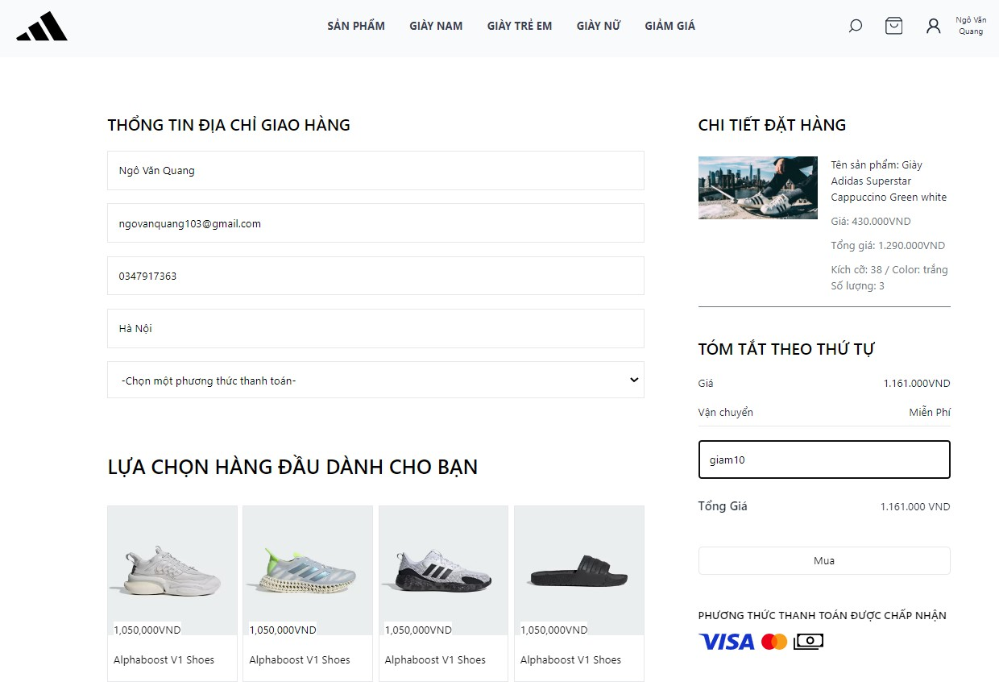 SẢN PHẨM GIÀY NAM GIÀY TRẺ EM GIÀY NỮ GIẢM GIÁ
Ngô Văn
Quang
THỔNG TIN ĐỊA CHỈ GIAO HÀNG
Ngô Văn Quang
ngovanquang103@gmail.com
0347917363
Hà Nội
-Chọn một phương thức thanh toán-
LỰA CHỌN HÀNG ĐẦU DÀNH CHO BẠN
1,050,000VND
Alphaboost V1 Shoes
1,050,000VND
Alphaboost V1 Shoes
1,050,000VND
Alphaboost V1 Shoes
1,050,000VND
Alphaboost V1 Shoes
CHI TIẾT ĐẶT HÀNG
Tên sản phẩm: Giày
Adidas Superstar
Cappuccino Green white
Giá: 430.000VND
Tổng giá: 1.290.000VND
Kích cỡ: 38 / Color: trắng
Số lượng: 3
TÓM TẮT THEO THỨ TỰ
Giá 1.161.000VND
Vận chuyển Miễn Phí
giam10
Tổng Giá 1.161.000 VND
Mua
PHƯƠNG THỨC THANH TOÁN ĐƯỢC CHẤP NHẬN
VISA